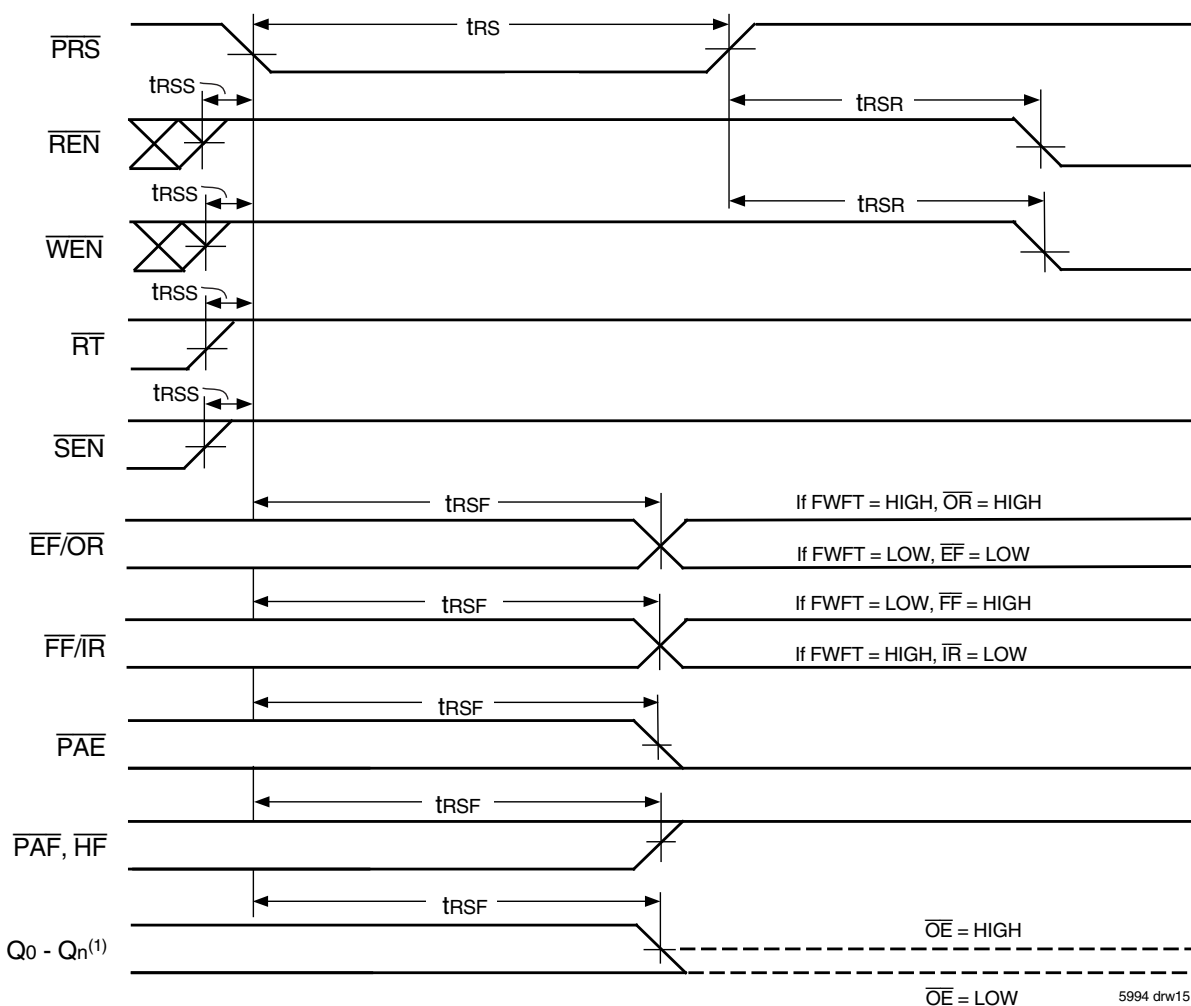 tRS
PRS
tRSS
tRSR
REN
tRSS
tRSR
WEN
tRSS
RT
tRSS
SEN
tRSF
If FWFT = HIGH, OR = HIGH
EF/OR
If FWFT = LOW, EF = LOW
tRSF
If FWFT = LOW, FF = HIGH
FF/IR
If FWFT = HIGH, IR = LOW
tRSF
PAE
tRSF
PAF, HF
tRSF
OE = HIGH
Q0 - Qn(1)
OE = LOW
5994 drw15